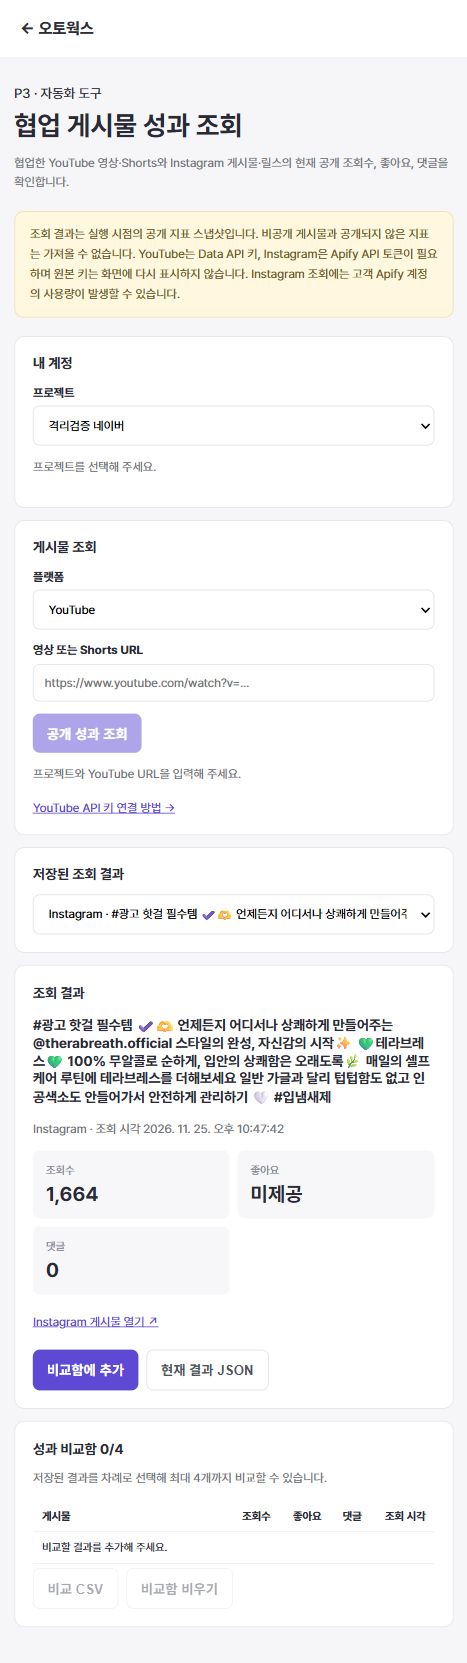 ← 오토웍스
P3 · 자동화 도구
협업 게시물 성과 조회
협업한 YouTube 영상·Shorts와 Instagram 게시물·릴스의 현재 공개 조회수, 좋아요, 댓글을
확인합니다.
조회 결과는 실행 시점의 공개 지표 스냅샷입니다. 비공개 게시물과 공개되지 않은 지표
는 가져올 수 없습니다. YouTube는 Data API 키, Instagram은 Apify API 토큰이 필요
하며 원본 키는 화면에 다시 표시하지 않습니다. Instagram 조회에는 고객 Apify 계정
의 사용량이 발생할 수 있습니다.
내 계정
프로젝트
격리검증 네이버
프로젝트를 선택해 주세요.
게시물 조회
플랫폼
YouTube
영상 또는 Shorts URL
https://www.youtube.com/watch?v=...
공개 성과 조회
프로젝트와 YouTube URL을 입력해 주세요.
YouTube API 키 연결 방법 →
저장된 조회 결과
Instagram · #광고 핫걸 필수템 ✔️🫶 언제든지 어디서나 상쾌하게 만들어주
조회 결과
#광고 핫걸 필수템 ✔️🫶 언제든지 어디서나 상쾌하게 만들어주는
@therabreath.official 스타일의 완성, 자신감의 시작✨ 💚테라브레
스💚 100% 무알콜로 순하게, 입안의 상쾌함은 오래도록🌿 매일의 셀프
케어 루틴에 테라브레스를 더해보세요 일반 가글과 달리 텁텁함도 없고 인
공색소도 안들어가서 안전하게 관리하기 🤍 #입냄새제
Instagram · 조회 시각 2026. 11. 25. 오후 10:47:42
조회수 좋아요
1,664 미제공
댓글
0
Instagram 게시물 열기 ↗
비교함에 추가 현재 결과 JSON
성과 비교함 0/4
저장된 결과를 차례로 선택해 최대 4개까지 비교할 수 있습니다.
게시물 조회수 좋아요 댓글 조회 시각
비교할 결과를 추가해 주세요.
비교 CSV 비교함 비우기